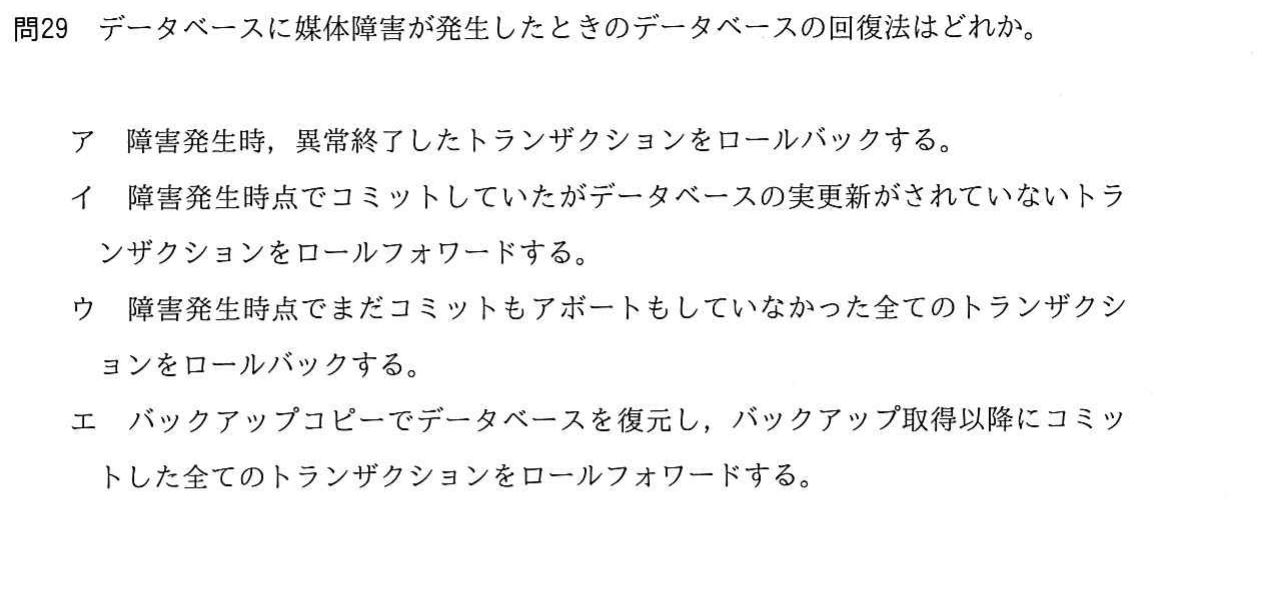 問29　データベースに媒体障害が発生したときのデータベースの回復法はどれか。
ア　障害発生時，異常終了したトランザクションをロールバックする。
イ　障害発生時点でコミットしていたがデータベースの実更新がされていないトラ
ンザクションをロールフォワードする。
ウ　障害発生時点でまだコミットもアボートもしていなかった全てのトランザクシ
ョンをロールバックする。
エ　バックアップコピーでデータベースを復元し，バックアップ取得以降にコミッ
トした全てのトランザクションをロールフォワードする。